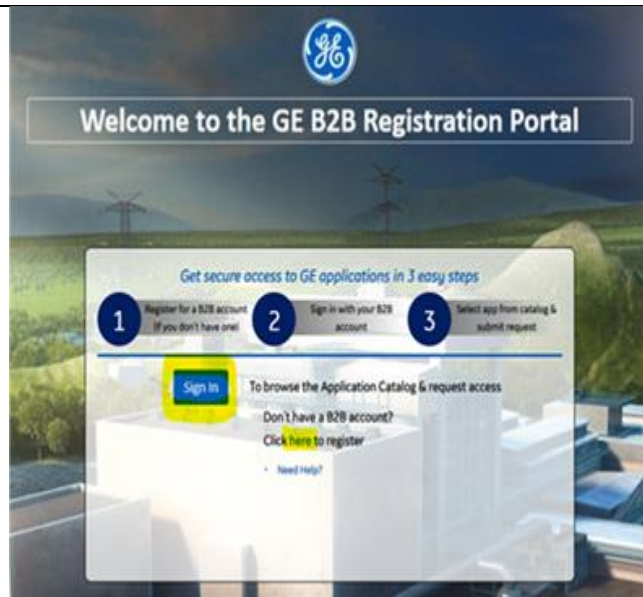 GE
Welcome to the GE B2B Registration Portal
Get secure access to GE applications in 3 easy steps
1
Register for a B2B account
(If you don't have one)
2
Sign in with your B2B
account
3
Select app from catalog &
submit request
Sign In
To browse the Application Catalog & request access
Don't have a B2B account?
Click here to register
Need Help?